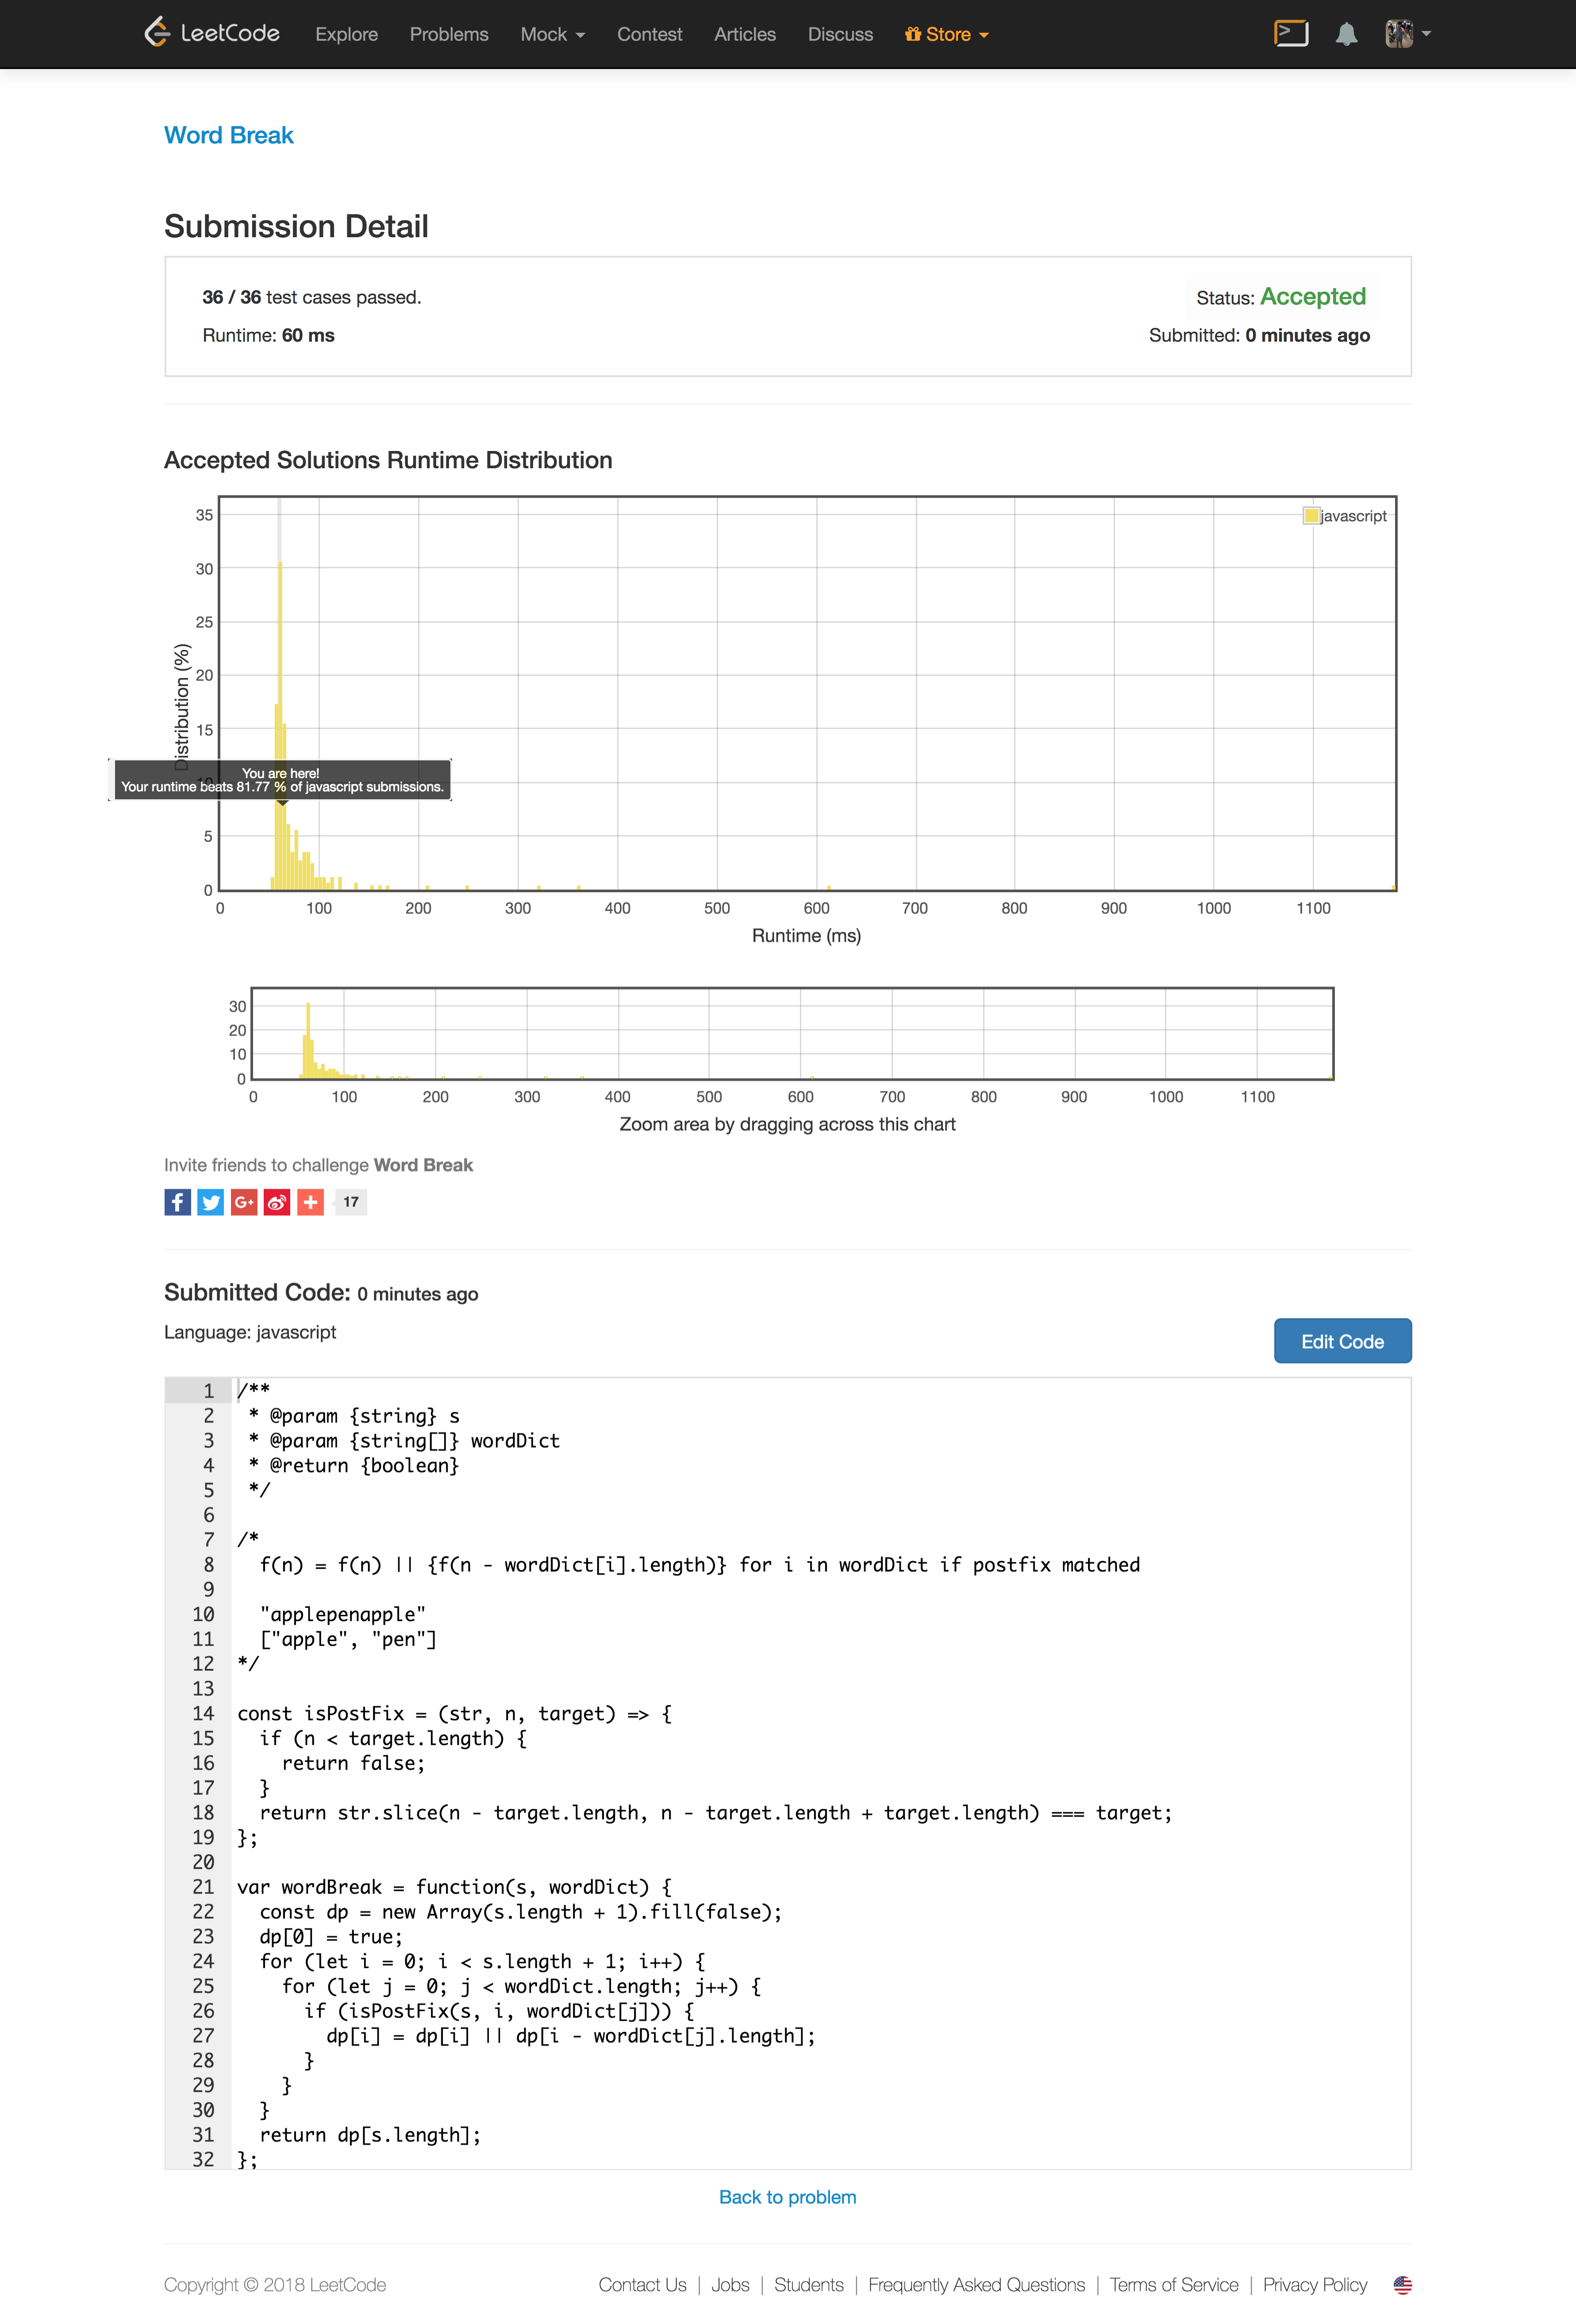 LeetCode Explore Problems Mock Contest Articles Discuss Store
Word Break
Submission Detail
36 / 36 test cases passed.
Status: Accepted
Runtime: 60 ms
Submitted: 0 minutes ago
Accepted Solutions Runtime Distribution
35
30
25
20
15
10
5
0
Distribution (%)
javascript
You are here!
Your runtime beats 81.77 % of javascript submissions.
0 100 200 300 400 500 600 700 800 900 1000 1100
Runtime (ms)
30
20
10
0
0 100 200 300 400 500 600 700 800 900 1000 1100
Zoom area by dragging across this chart
Invite friends to challenge Word Break
17
Submitted Code: 0 minutes ago
Language: javascript
Edit Code
1 /**
2  * @param {string} s
3  * @param {string[]} wordDict
4  * @return {boolean}
5  */
6
7 /*
8   f(n) = f(n) || {f(n - wordDict[i].length)} for i in wordDict if postfix matched
9
10   "applepenapple"
11   ["apple", "pen"]
12 */
13
14 const isPostFix = (str, n, target) => {
15   if (n < target.length) {
16     return false;
17   }
18   return str.slice(n - target.length, n - target.length + target.length) === target;
19 };
20
21 var wordBreak = function(s, wordDict) {
22   const dp = new Array(s.length + 1).fill(false);
23   dp[0] = true;
24   for (let i = 0; i < s.length + 1; i++) {
25     for (let j = 0; j < wordDict.length; j++) {
26       if (isPostFix(s, i, wordDict[j])) {
27         dp[i] = dp[i] || dp[i - wordDict[j].length];
28       }
29     }
30   }
31   return dp[s.length];
32 };
Back to problem
Copyright © 2018 LeetCode
Contact Us | Jobs | Students | Frequently Asked Questions | Terms of Service | Privacy Policy